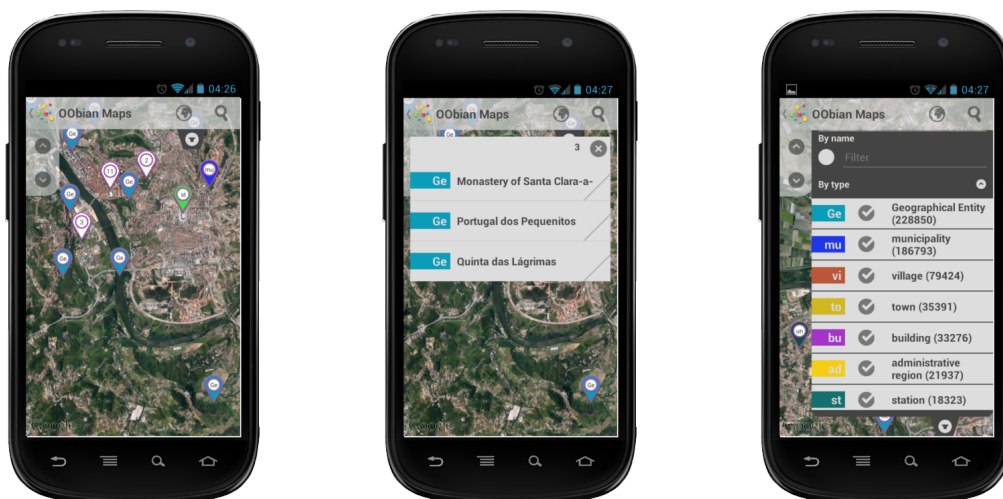 04:26
OObian Maps
Ge
2
11
mu
Ge
Ge
st
3
Ge
Ge
Ge
04:27
OObian Maps
3
Ge Monastery of Santa Clara-a-
Ge Portugal dos Pequenitos
Ge Quinta das Lágrimas
Ge
04:27
OObian Maps
By name
Filter
By type
Ge Geographical Entity
(228850)
mu municipality
(186793)
vi village (79424)
to town (35391)
un
bu building (33276)
ad administrative
region (21937)
st station (18323)